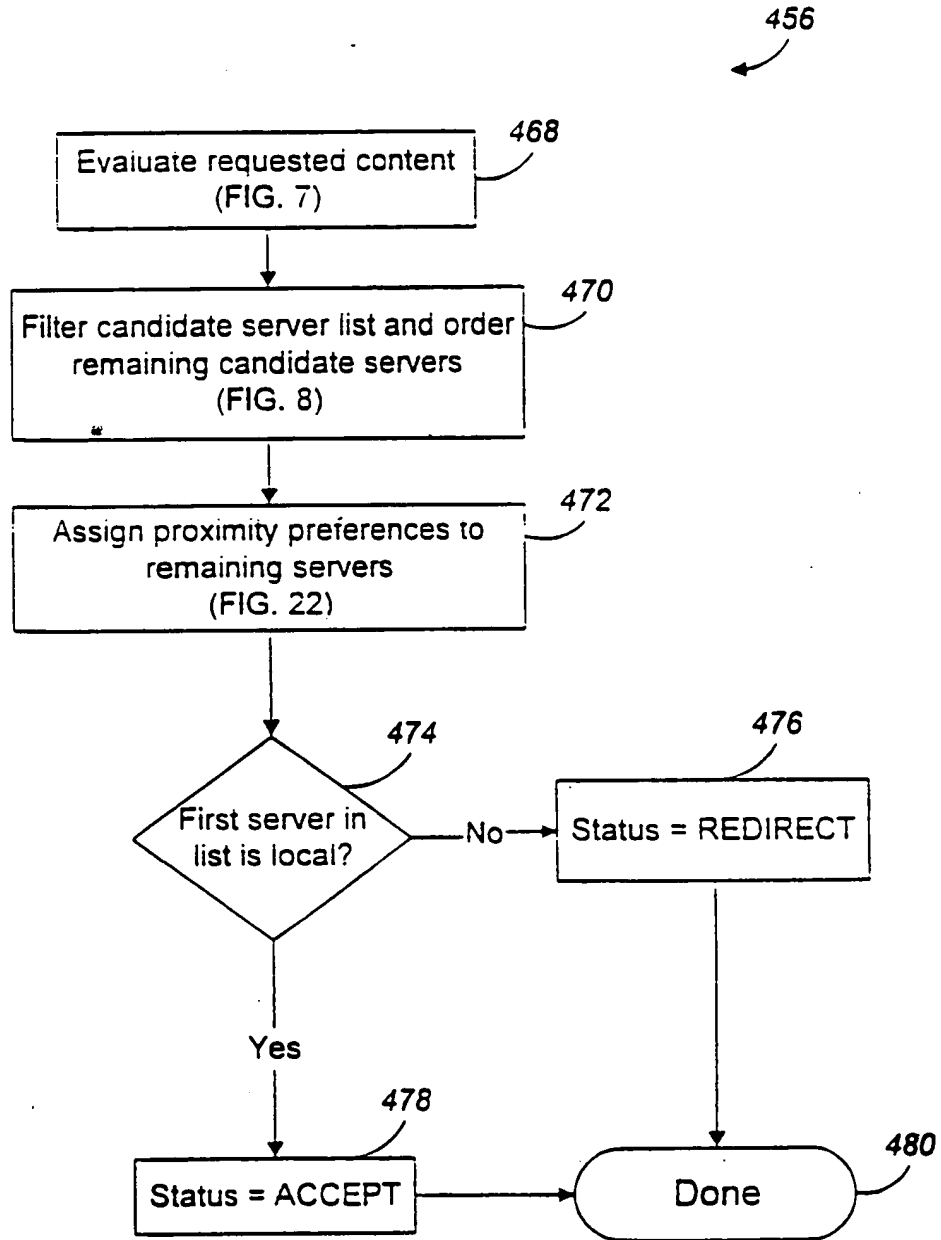 456
468
Evaluate requested content
(FIG. 7)
470
Filter candidate server list and order
remaining candidate servers
(FIG. 8)
472
Assign proximity preferences to
remaining servers
(FIG. 22)
474
First server in
list is local?
No
476
Status = REDIRECT
Yes
478
Status = ACCEPT
480
Done